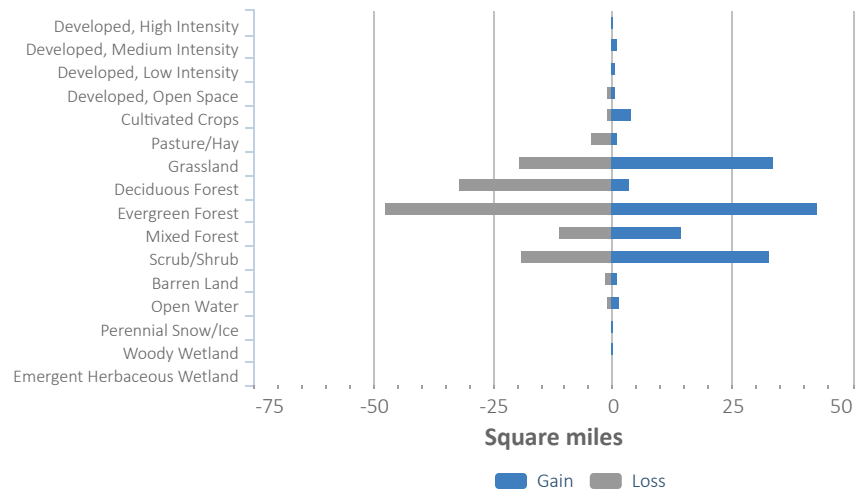 Developed, High Intensity
Developed, Medium Intensity
Developed, Low Intensity
Developed, Open Space
Cultivated Crops
Pasture/Hay
Grassland
Deciduous Forest
Evergreen Forest
Mixed Forest
Scrub/Shrub
Barren Land
Open Water
Perennial Snow/Ice
Woody Wetland
Emergent Herbaceous Wetland
-75 -50 -25 0 25 50
Square miles
Gain Loss